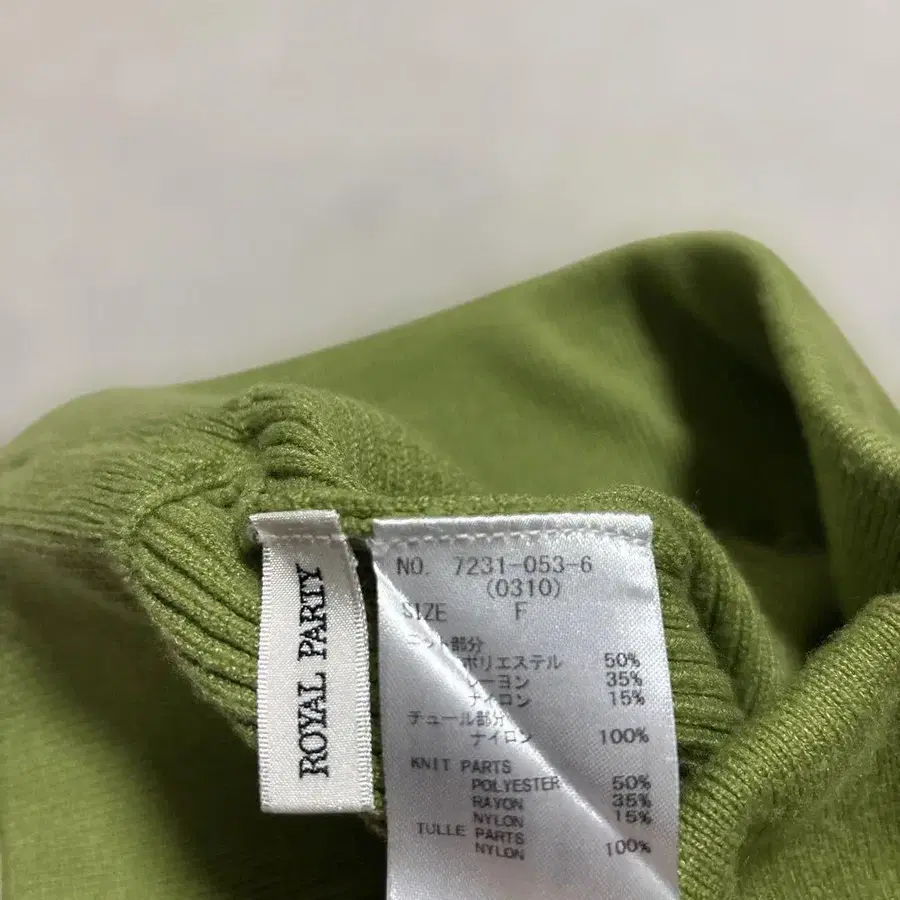 ROYAL PARTY
NO. 7231-053-6
(0310)
SIZE F
ニット部分
ポリエステル 50%
レーヨン 35%
ナイロン 15%
チュール部分
ナイロン 100%
KNIT PARTS
POLYESTER 50%
RAYON 35%
NYLON 15%
TULLE PARTS
NYLON 100%